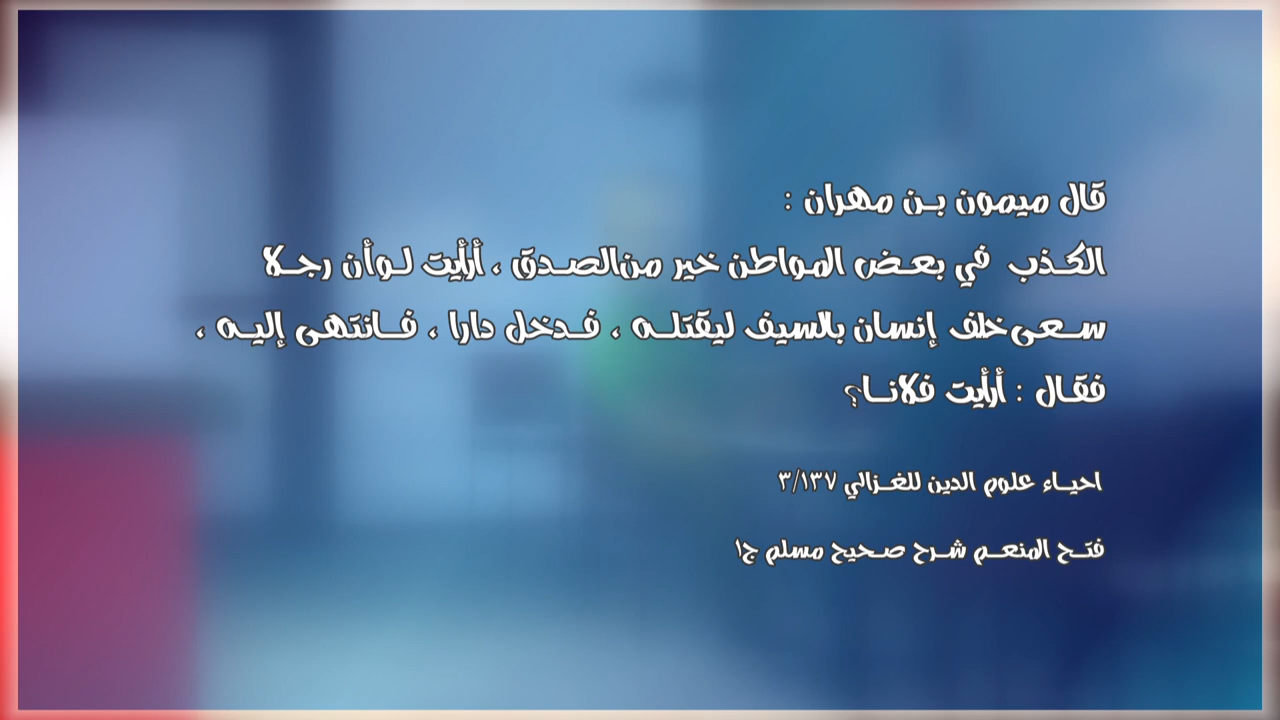 قال ميمون بن مهران :
الكذب في بعض المواطن خير من الصدق ، أرأيت لو أن رجلا
سعى خلف إنسان بالسيف ليقتله ، فدخل دارا ، فانتهى إليه ،
فقال : أرأيت فلانا؟
احياء علوم الدين للغزالي ٣/١٣٧
فتح المنعم شرح صحيح مسلم ج١